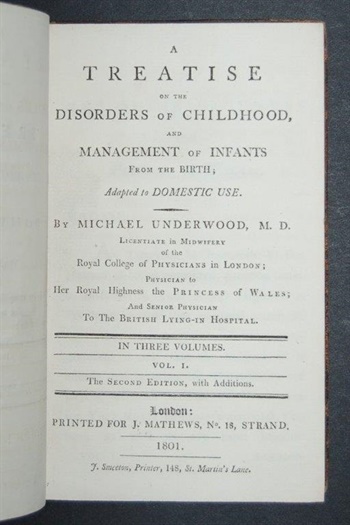 A
TREATISE
ON THE
DISORDERS OF CHILDHOOD,
AND
MANAGEMENT OF INFANTS
FROM THE BIRTH;
Adapted to DOMESTIC USE.
BY MICHAEL UNDERWOOD, M. D.
LICENTIATE in MIDWIFERY
of the
Royal College of PHYSICIANS in LONDON;
PHYSICIAN to
Her Royal Highness the PRINCESS of WALES;
And SENIOR PHYSICIAN
To The BRITISH LYING-IN HOSPITAL.
IN THREE VOLUMES.
VOL. I.
The SECOND EDITION, with Additions.
London:
PRINTED FOR J. MATHEWS, No. 18, STRAND.
1801.
J. Smeeton, Printer, 148, St. Martin's Lane.